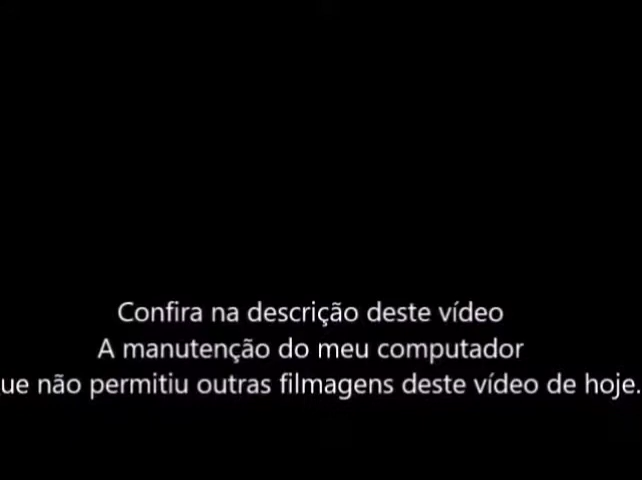 Confira na descrição deste vídeo
A manutenção do meu computador
ue não permitiu outras filmagens deste vídeo de hoje.